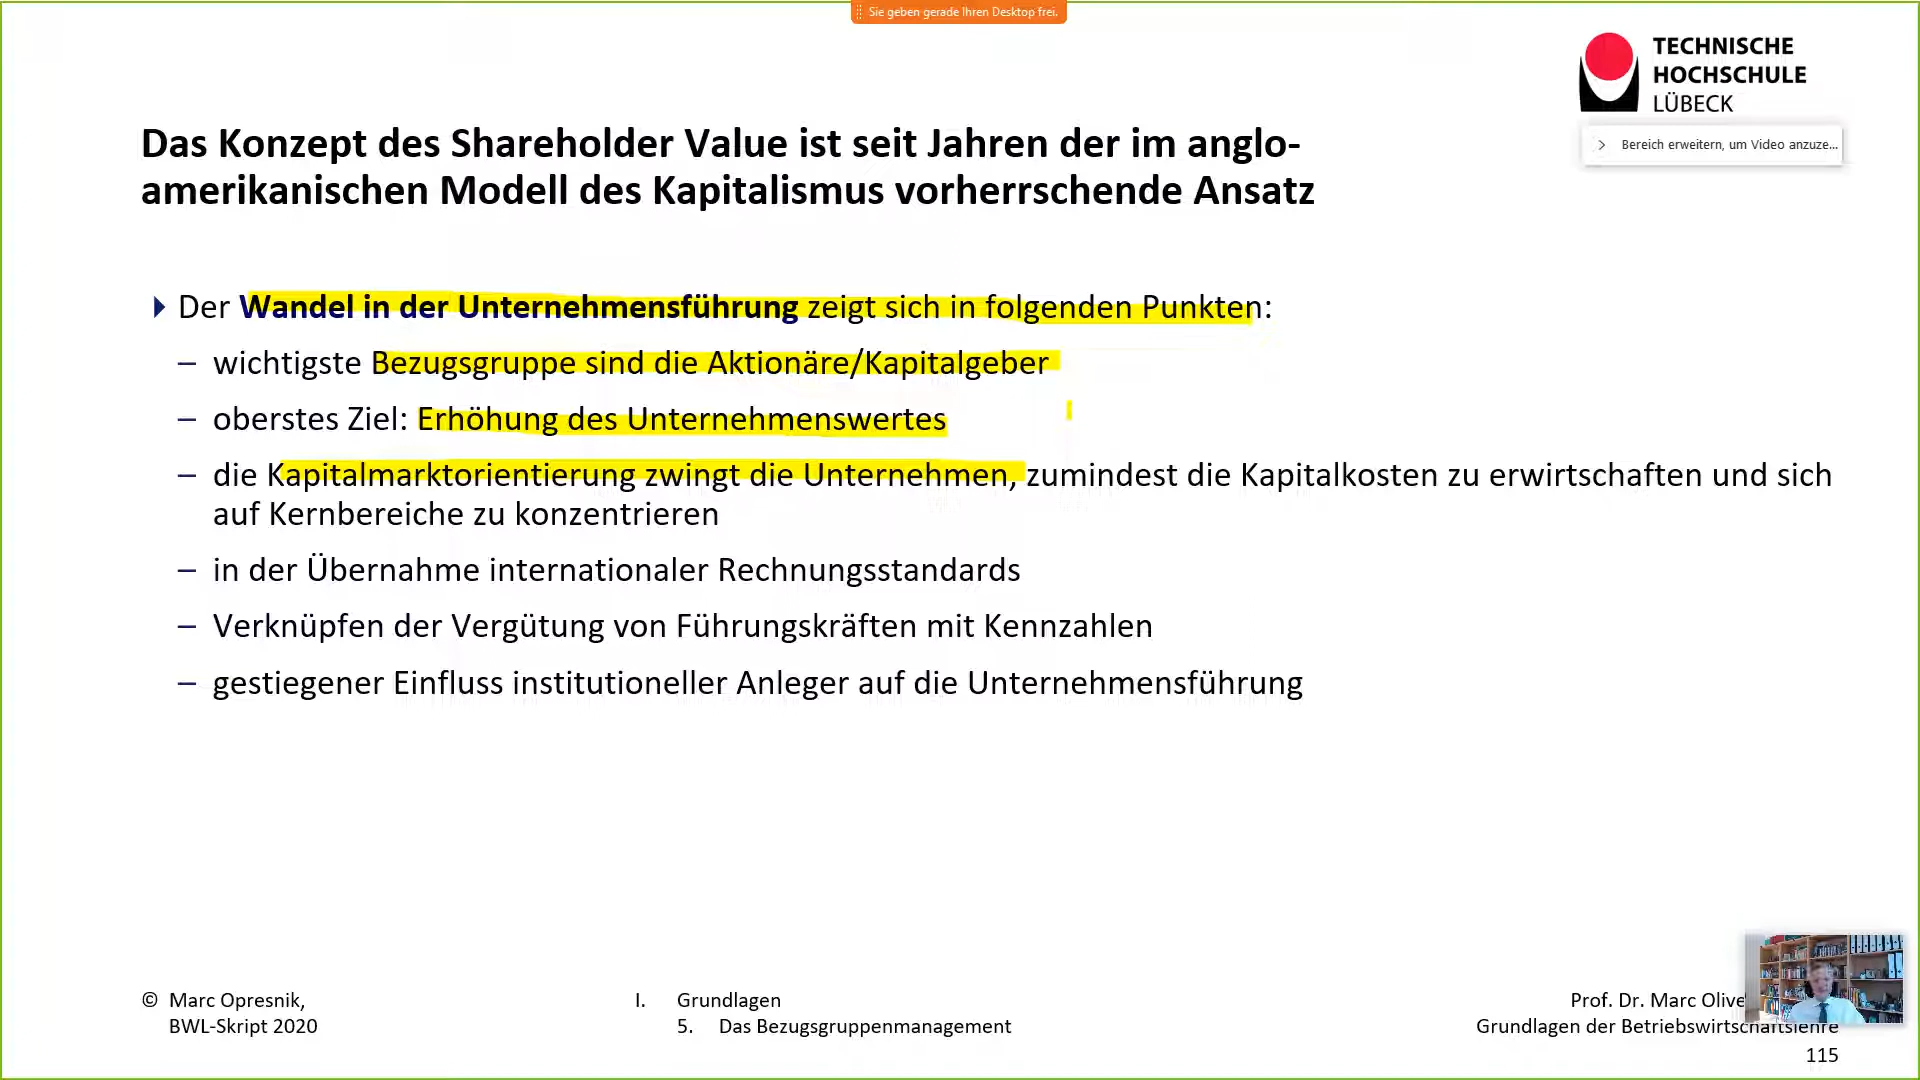 Sie geben gerade Ihren Desktop frei.
TECHNISCHE
HOCHSCHULE
LÜBECK
Bereich erweitern, um Video anzuze...
Das Konzept des Shareholder Value ist seit Jahren der im anglo-
amerikanischen Modell des Kapitalismus vorherrschende Ansatz
Der Wandel in der Unternehmensführung zeigt sich in folgenden Punkten:
– wichtigste Bezugsgruppe sind die Aktionäre/Kapitalgeber
– oberstes Ziel: Erhöhung des Unternehmenswertes
– die Kapitalmarktorientierung zwingt die Unternehmen, zumindest die Kapitalkosten zu erwirtschaften und sich
auf Kernbereiche zu konzentrieren
– in der Übernahme internationaler Rechnungsstandards
– Verknüpfen der Vergütung von Führungskräften mit Kennzahlen
– gestiegener Einfluss institutioneller Anleger auf die Unternehmensführung
© Marc Opresnik,
BWL-Skript 2020
I. Grundlagen
5. Das Bezugsgruppenmanagement
Prof. Dr. Marc Olive
Grundlagen der Betriebswirtschaftslehre
115